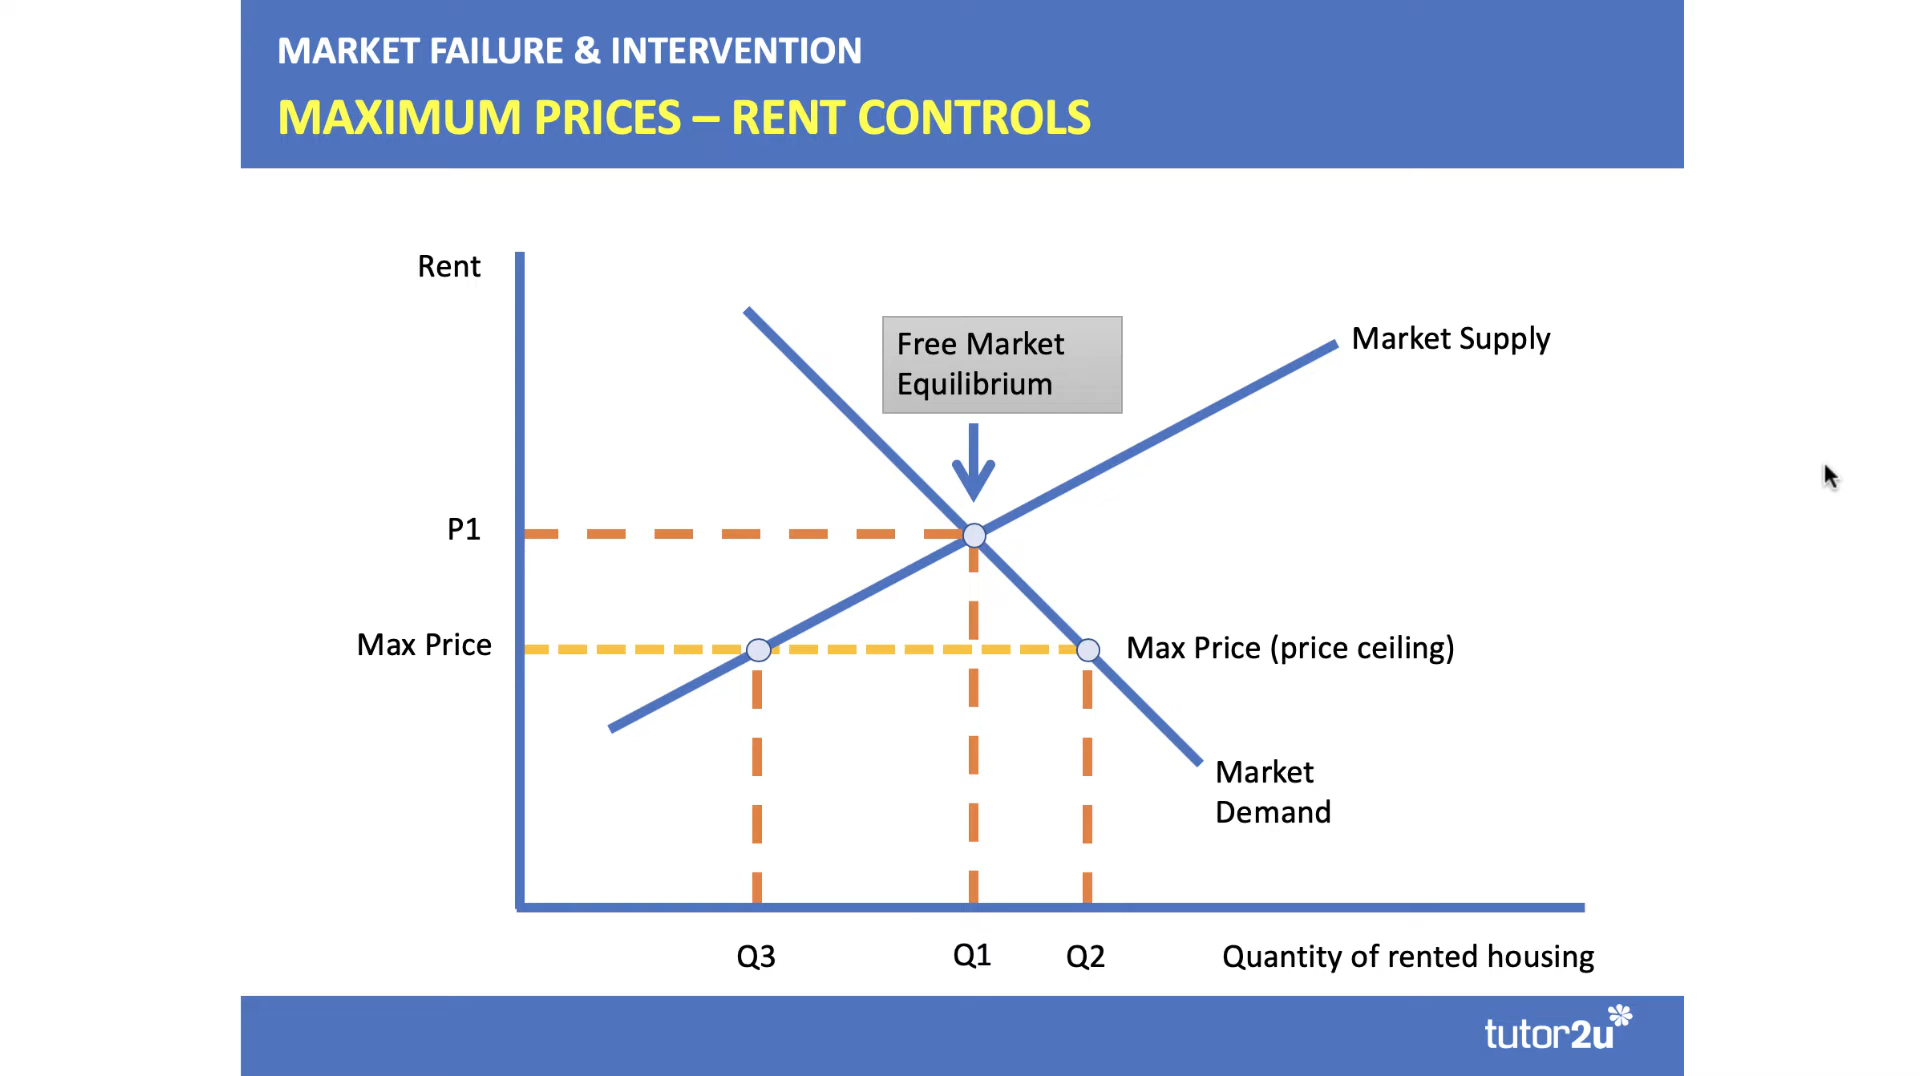 MARKET FAILURE & INTERVENTION
MAXIMUM PRICES – RENT CONTROLS
Rent
Free Market
Equilibrium
Market Supply
P1
Max Price
Max Price (price ceiling)
Market
Demand
Q3
Q1
Q2
Quantity of rented housing
tutor2u